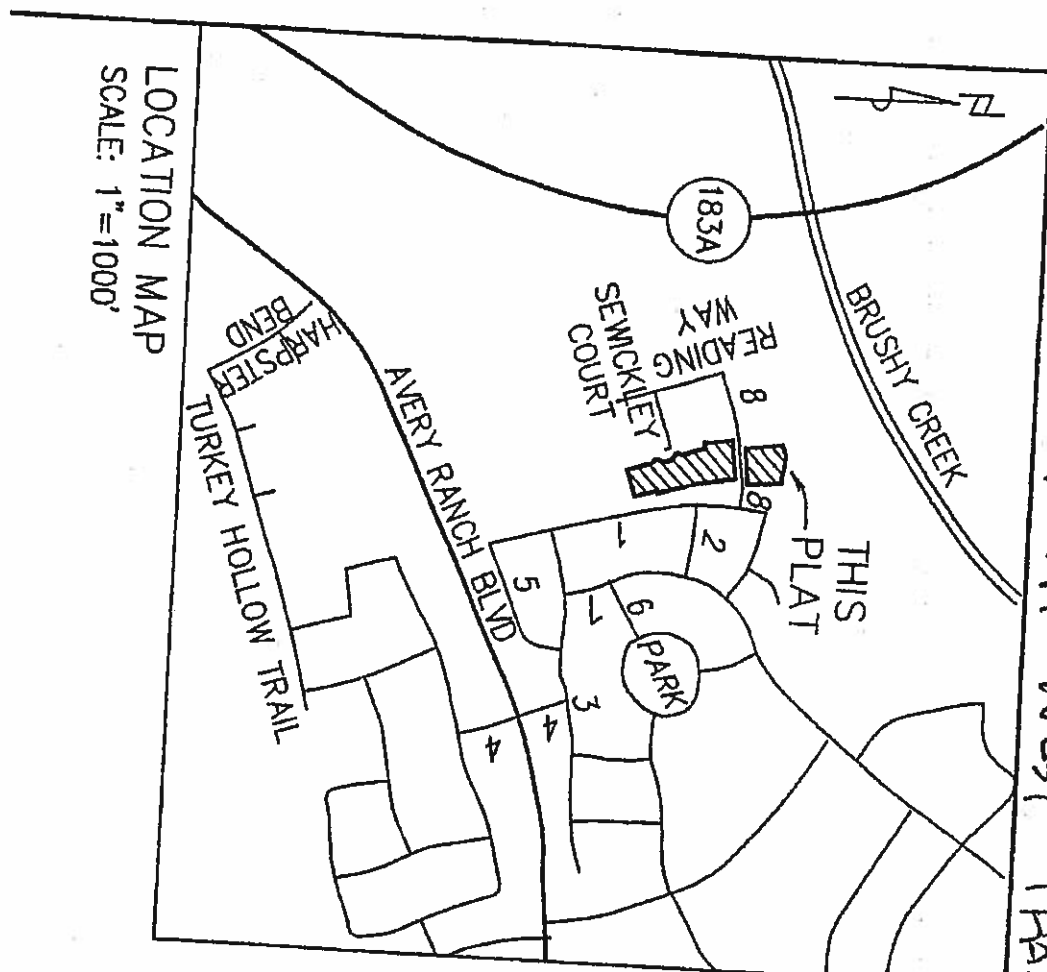 LOCATION MAP
SCALE: 1"=1000'
183A
BRUSHY CREEK
READING
WAY
SEWICKLEY
COURT
8
8
THIS
PLAT
HARPSTER
BEND
AVERY RANCH BLVD
TURKEY HOLLOW TRAIL
1
2
5
1
6
PARK
3
4
4
N
WEST